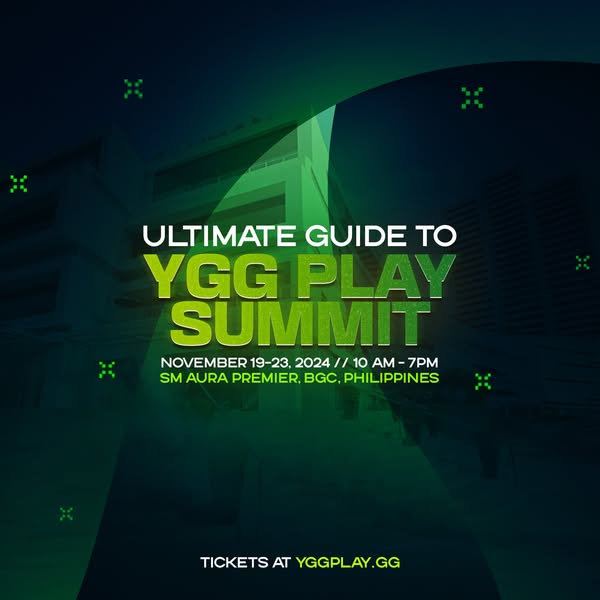 ULTIMATE GUIDE TO
YGG PLAY
SUMMIT
NOVEMBER 19-23, 2024 // 10 AM - 7PM
SM AURA PREMIER, BGC, PHILIPPINES
TICKETS AT YGGPLAY.GG